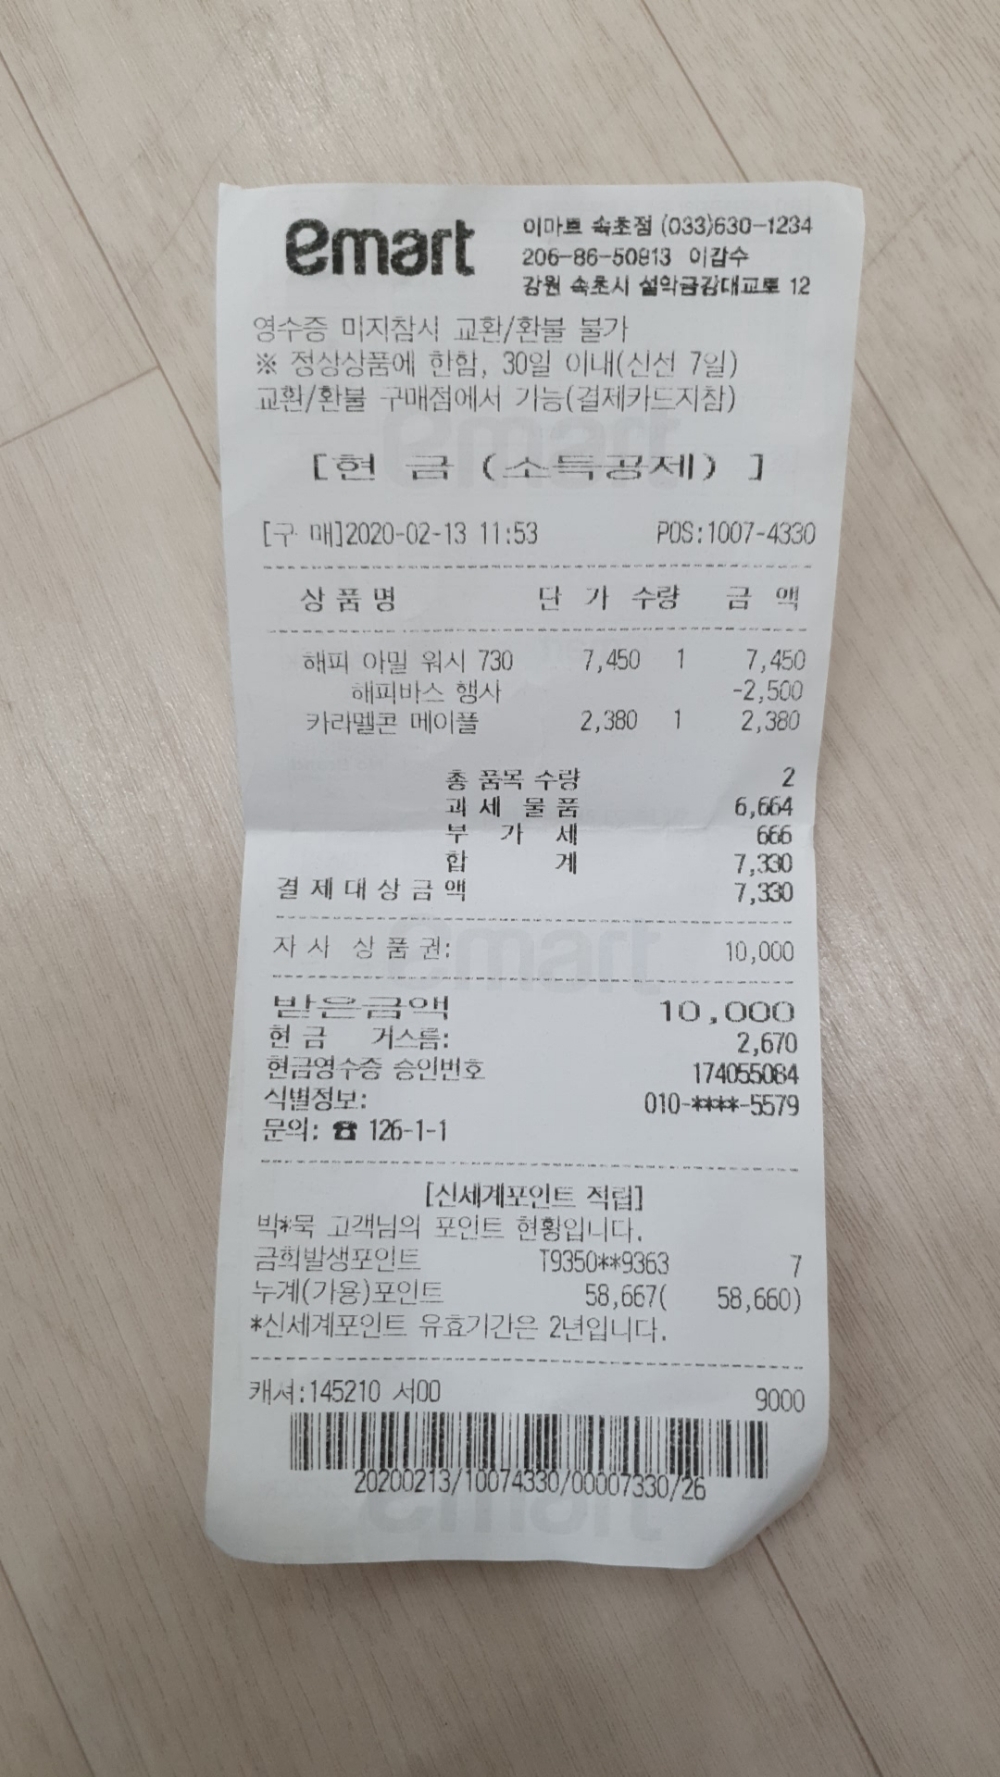 emart
이마트 속초점 (033)630-1234
206-86-50913 이갑수
강원 속초시 설악금강대교로 12
영수증 미지참시 교환/환불 불가
※ 정상상품에 한함, 30일 이내(신선 7일)
교환/환불 구매점에서 가능(결제카드지참)
[현 금 (소득공제) ]
[구 매]2020-02-13 11:53 POS:1007-4330
상품명 단 가 수량 금 액
해피 아밀 워시 730 7,450 1 7,450
해피바스 행사 -2,500
카라멜콘 메이플 2,380 1 2,380
총 품목 수량 2
과세 물품 6,664
부 가 세 666
합 계 7,330
결제대상금액 7,330
자사 상품권: 10,000
받은금액 10,000
현금 거스름: 2,670
현금영수증 승인번호 174055084
식별정보: 010-****-5579
문의: ☎ 126-1-1
[신세계포인트 적립]
박*묵 고객님의 포인트 현황입니다.
금회발생포인트 T9350**9363 7
누계(가용)포인트 58,667( 58,660)
*신세계포인트 유효기간은 2년입니다.
캐셔:145210 서00 9000
20200213/10074330/00007330/26